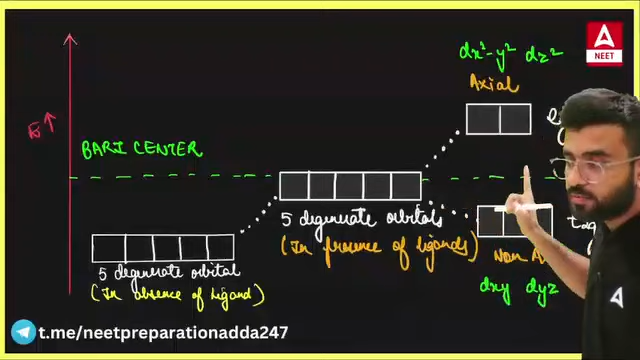 dx²-y² dz²
Axial
A
NEET
E↑
BARI CENTER
5 degenerate orbitals
(In presence of ligands)
5 degenerate orbital
(In absence of ligand)
dxy dyz
t.me/neetpreparationadda247